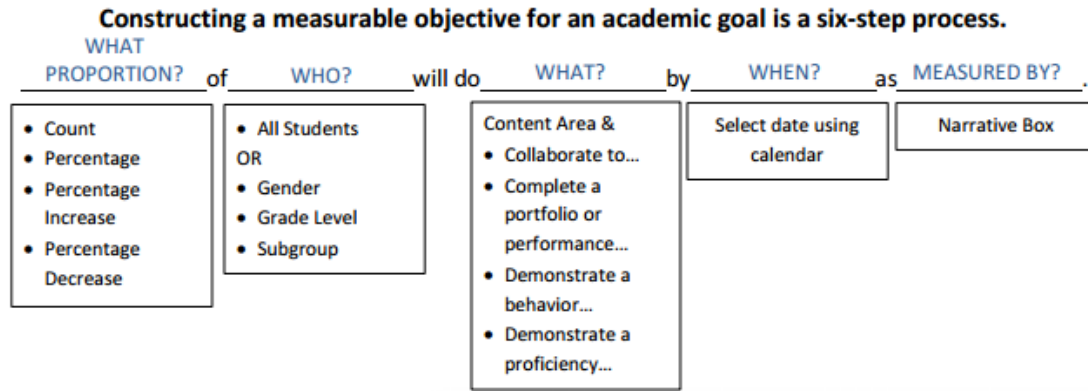 Constructing a measurable objective for an academic goal is a six-step process.
WHAT
PROPORTION? of WHO? will do WHAT? by WHEN? as MEASURED BY? .
• Count
• Percentage
• Percentage
Increase
• Percentage
Decrease
• All Students
OR
• Gender
• Grade Level
• Subgroup
Content Area &
• Collaborate to...
• Complete a
portfolio or
performance...
• Demonstrate a
behavior...
• Demonstrate a
proficiency...
Select date using
calendar
Narrative Box